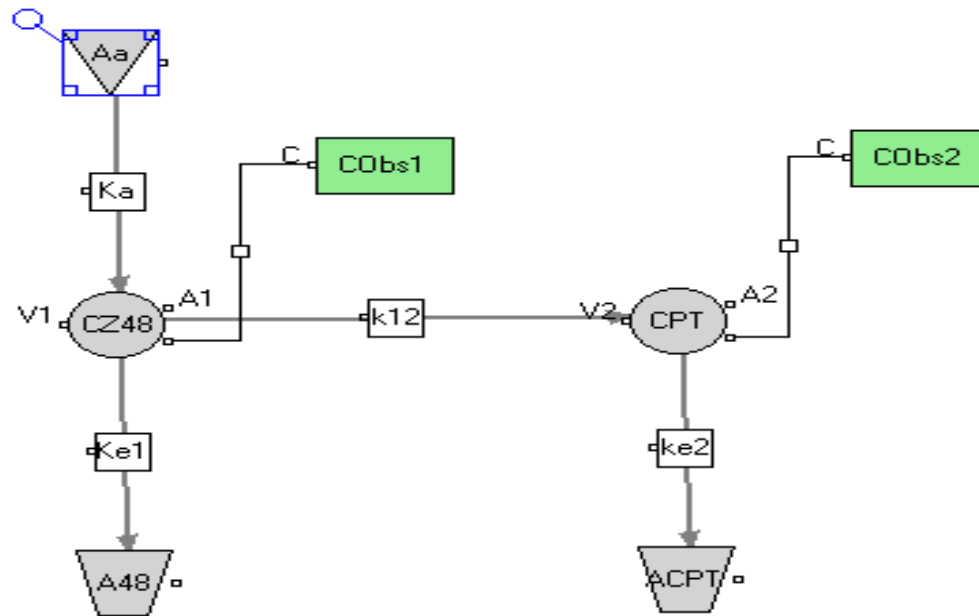 Aa
C
CObs1
C
CObs2
Ka
V1
CZ48
A1
k12
V2
CPT
A2
Ke1
ke2
A48
ACPT